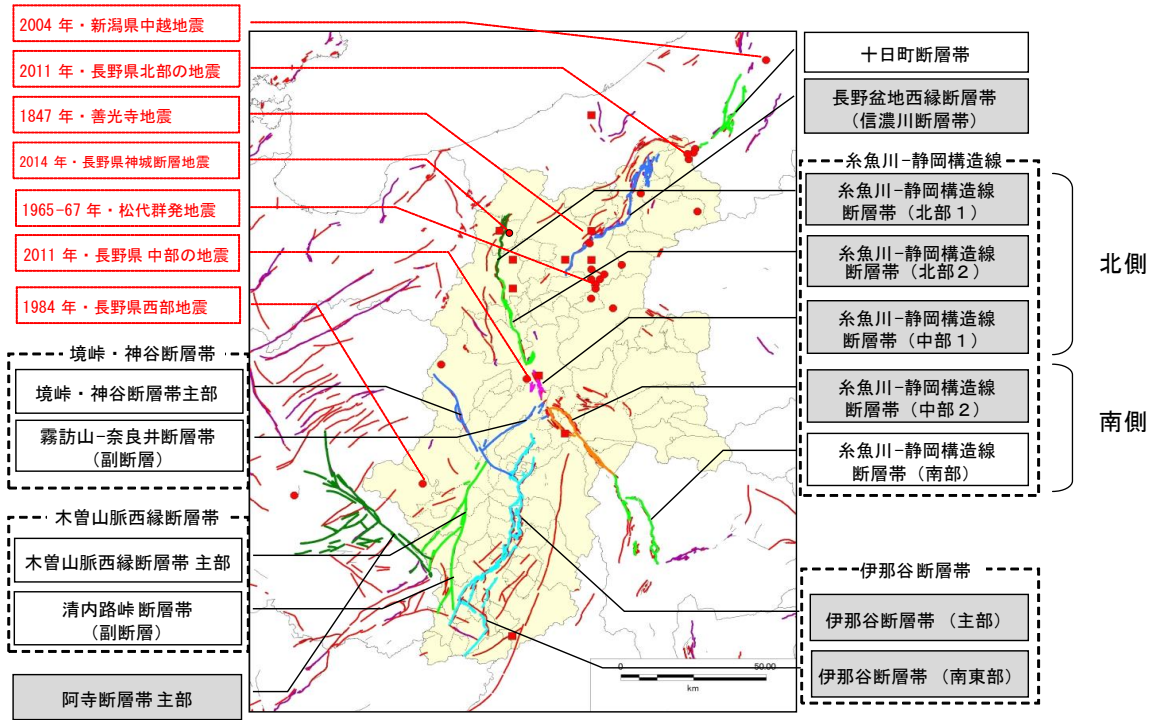 2004 年・新潟県中越地震
2011 年・長野県北部の地震
1847 年・善光寺地震
2014 年・長野県神城断層地震
1965-67 年・松代群発地震
2011 年・長野県 中部の地震
1984 年・長野県西部地震
境峠・神谷断層帯
境峠・神谷断層帯主部
霧訪山-奈良井断層帯
(副断層)
木曽山脈西縁断層帯
木曽山脈西縁断層帯 主部
清内路峠断層帯
(副断層)
阿寺断層帯 主部
十日町断層帯
長野盆地西縁断層帯
(信濃川断層帯)
糸魚川-静岡構造線
糸魚川-静岡構造線
断層帯(北部1)
糸魚川-静岡構造線
断層帯(北部2)
糸魚川-静岡構造線
断層帯(中部1)
糸魚川-静岡構造線
断層帯(中部2)
糸魚川-静岡構造線
断層帯(南部)
北側
南側
伊那谷断層帯
伊那谷断層帯 (主部)
伊那谷断層帯 (南東部)
0 50.00
km